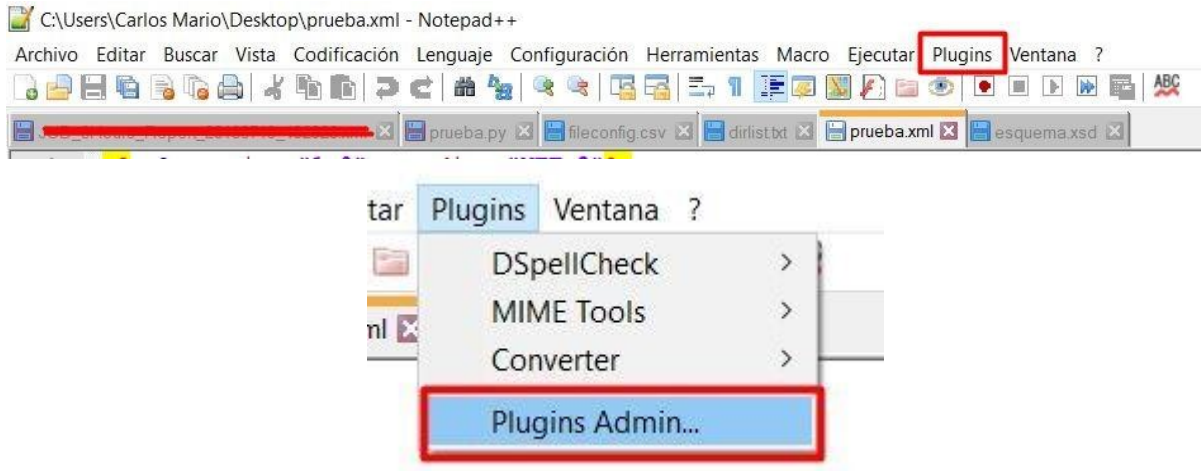 C:\Users\Carlos Mario\Desktop\prueba.xml - Notepad++
Archivo Editar Buscar Vista Codificación Lenguaje Configuración Herramientas Macro Ejecutar Plugins Ventana ?
ABC
prueba.py fileconfig.csv dirlist.txt prueba.xml esquema.xsd
tar Plugins Ventana ?
DSpellCheck >
ml MIME Tools >
Converter >
Plugins Admin...